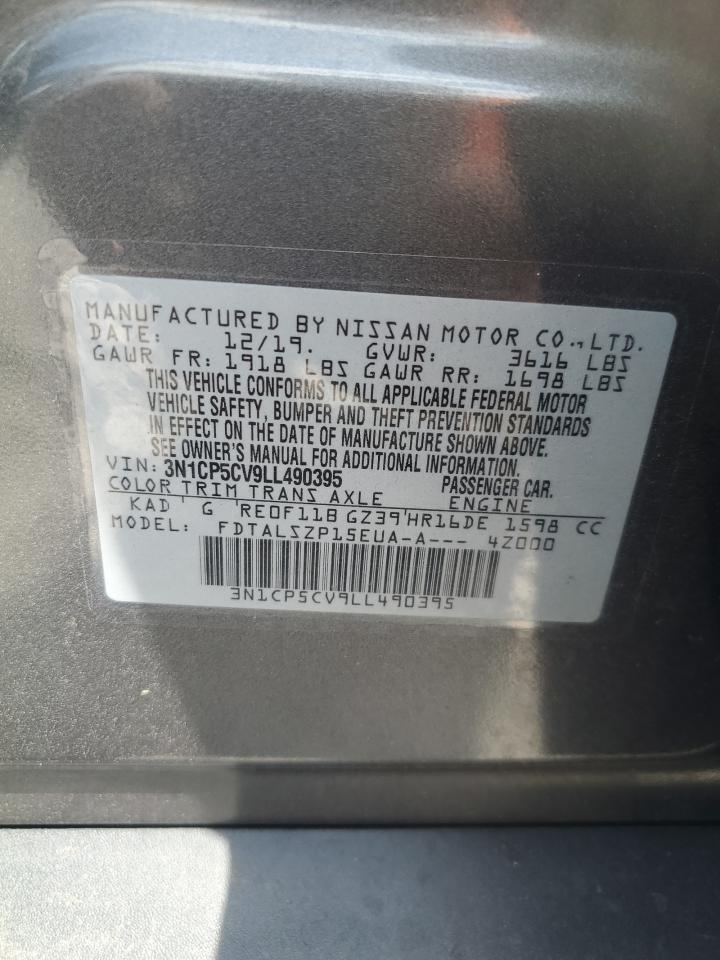 MANUFACTURED BY NISSAN MOTOR CO., LTD.
DATE: 12/19. GVWR: 3616 LBS
GAWR FR: 1918 LBS GAWR RR: 1698 LBS
THIS VEHICLE CONFORMS TO ALL APPLICABLE FEDERAL MOTOR
VEHICLE SAFETY, BUMPER AND THEFT PREVENTION STANDARDS
IN EFFECT ON THE DATE OF MANUFACTURE SHOWN ABOVE.
SEE OWNER'S MANUAL FOR ADDITIONAL INFORMATION.
VIN: 3N1CP5CV9LL490395 PASSENGER CAR.
COLOR TRIM TRANS AXLE ENGINE
KAD ' G 'RE0F11B GZ39'HR16DE 1598 CC
MODEL: FDTALSZP15EUA-A--- 4Z000
3N1CP5CV9LL490395